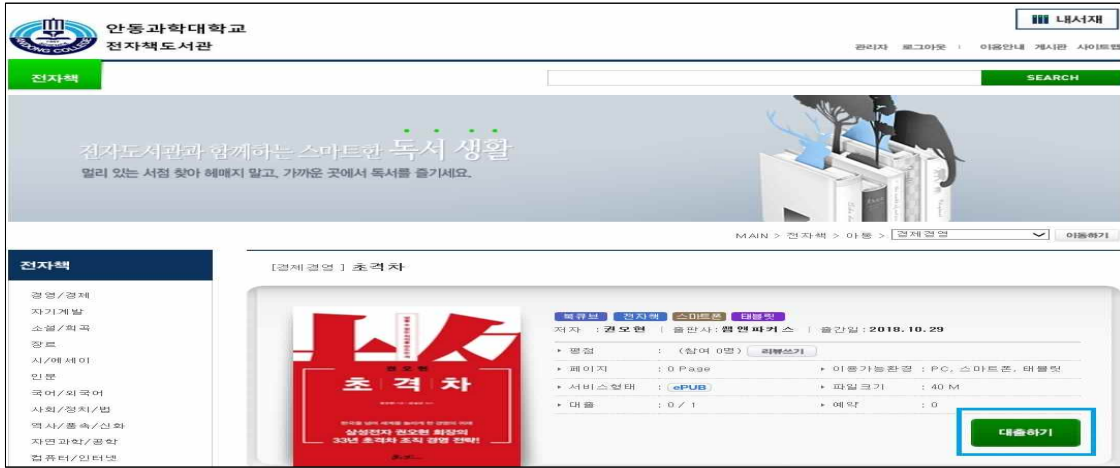 안동과학대학교
전자책도서관
내서재
관리자 로그아웃 | 이용안내 게시판 사이트맵
전자책
SEARCH
전자도서관과 함께하는 스마트한 독서 생활
멀리 있는 서점 찾아 헤매지 말고, 가까운 곳에서 독서를 즐기세요.
MAIN > 전자책 > 아동 > 경제경영 이동하기
전자책
[경제경영] 초격차
경영/경제
자기계발
소설/희곡
장르
시/에세이
인문
국어/외국어
사회/정치/법
역사/풍속/신화
자연과학/공학
컴퓨터/인터넷
권오현
초격차
삼성전자 권오현 회장의
33년 초격차 조직 경영 전략!
북큐브 전자책 스마트폰 태블릿
저자 : 권오현 | 출판사 : 쌤앤파커스 | 출간일 : 2018.10.29
평점 : (참여 0명) 리뷰쓰기
페이지 : 0 Page 이용가능환경 : PC, 스마트폰, 태블릿
서비스형태 : ePUB 파일크기 : 40 M
대출 : 0 / 1 예약 : 0
대출하기